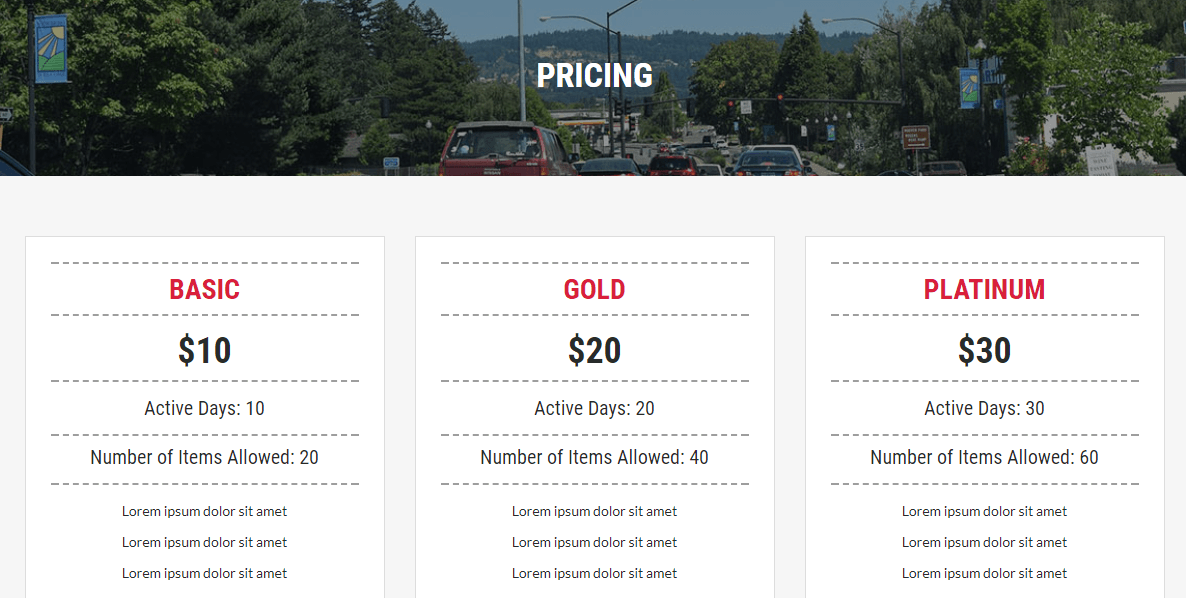 PRICING
BASIC
$10
Active Days: 10
Number of Items Allowed: 20
Lorem ipsum dolor sit amet
Lorem ipsum dolor sit amet
Lorem ipsum dolor sit amet
GOLD
$20
Active Days: 20
Number of Items Allowed: 40
Lorem ipsum dolor sit amet
Lorem ipsum dolor sit amet
Lorem ipsum dolor sit amet
PLATINUM
$30
Active Days: 30
Number of Items Allowed: 60
Lorem ipsum dolor sit amet
Lorem ipsum dolor sit amet
Lorem ipsum dolor sit amet